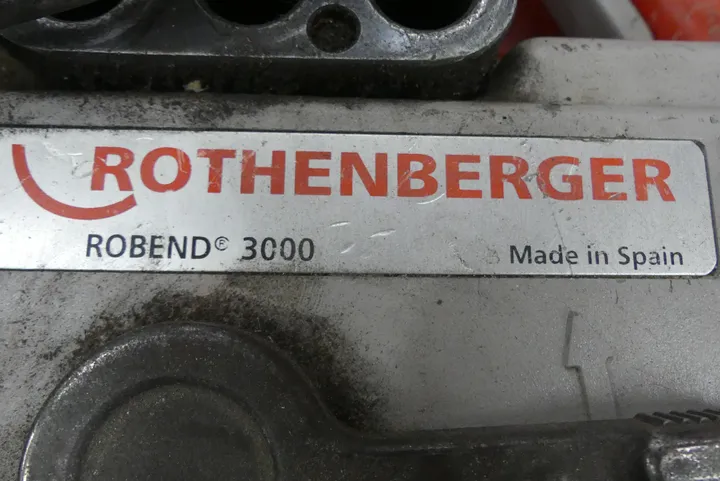 ROTHENBERGER
ROBEND® 3000
Made in Spain